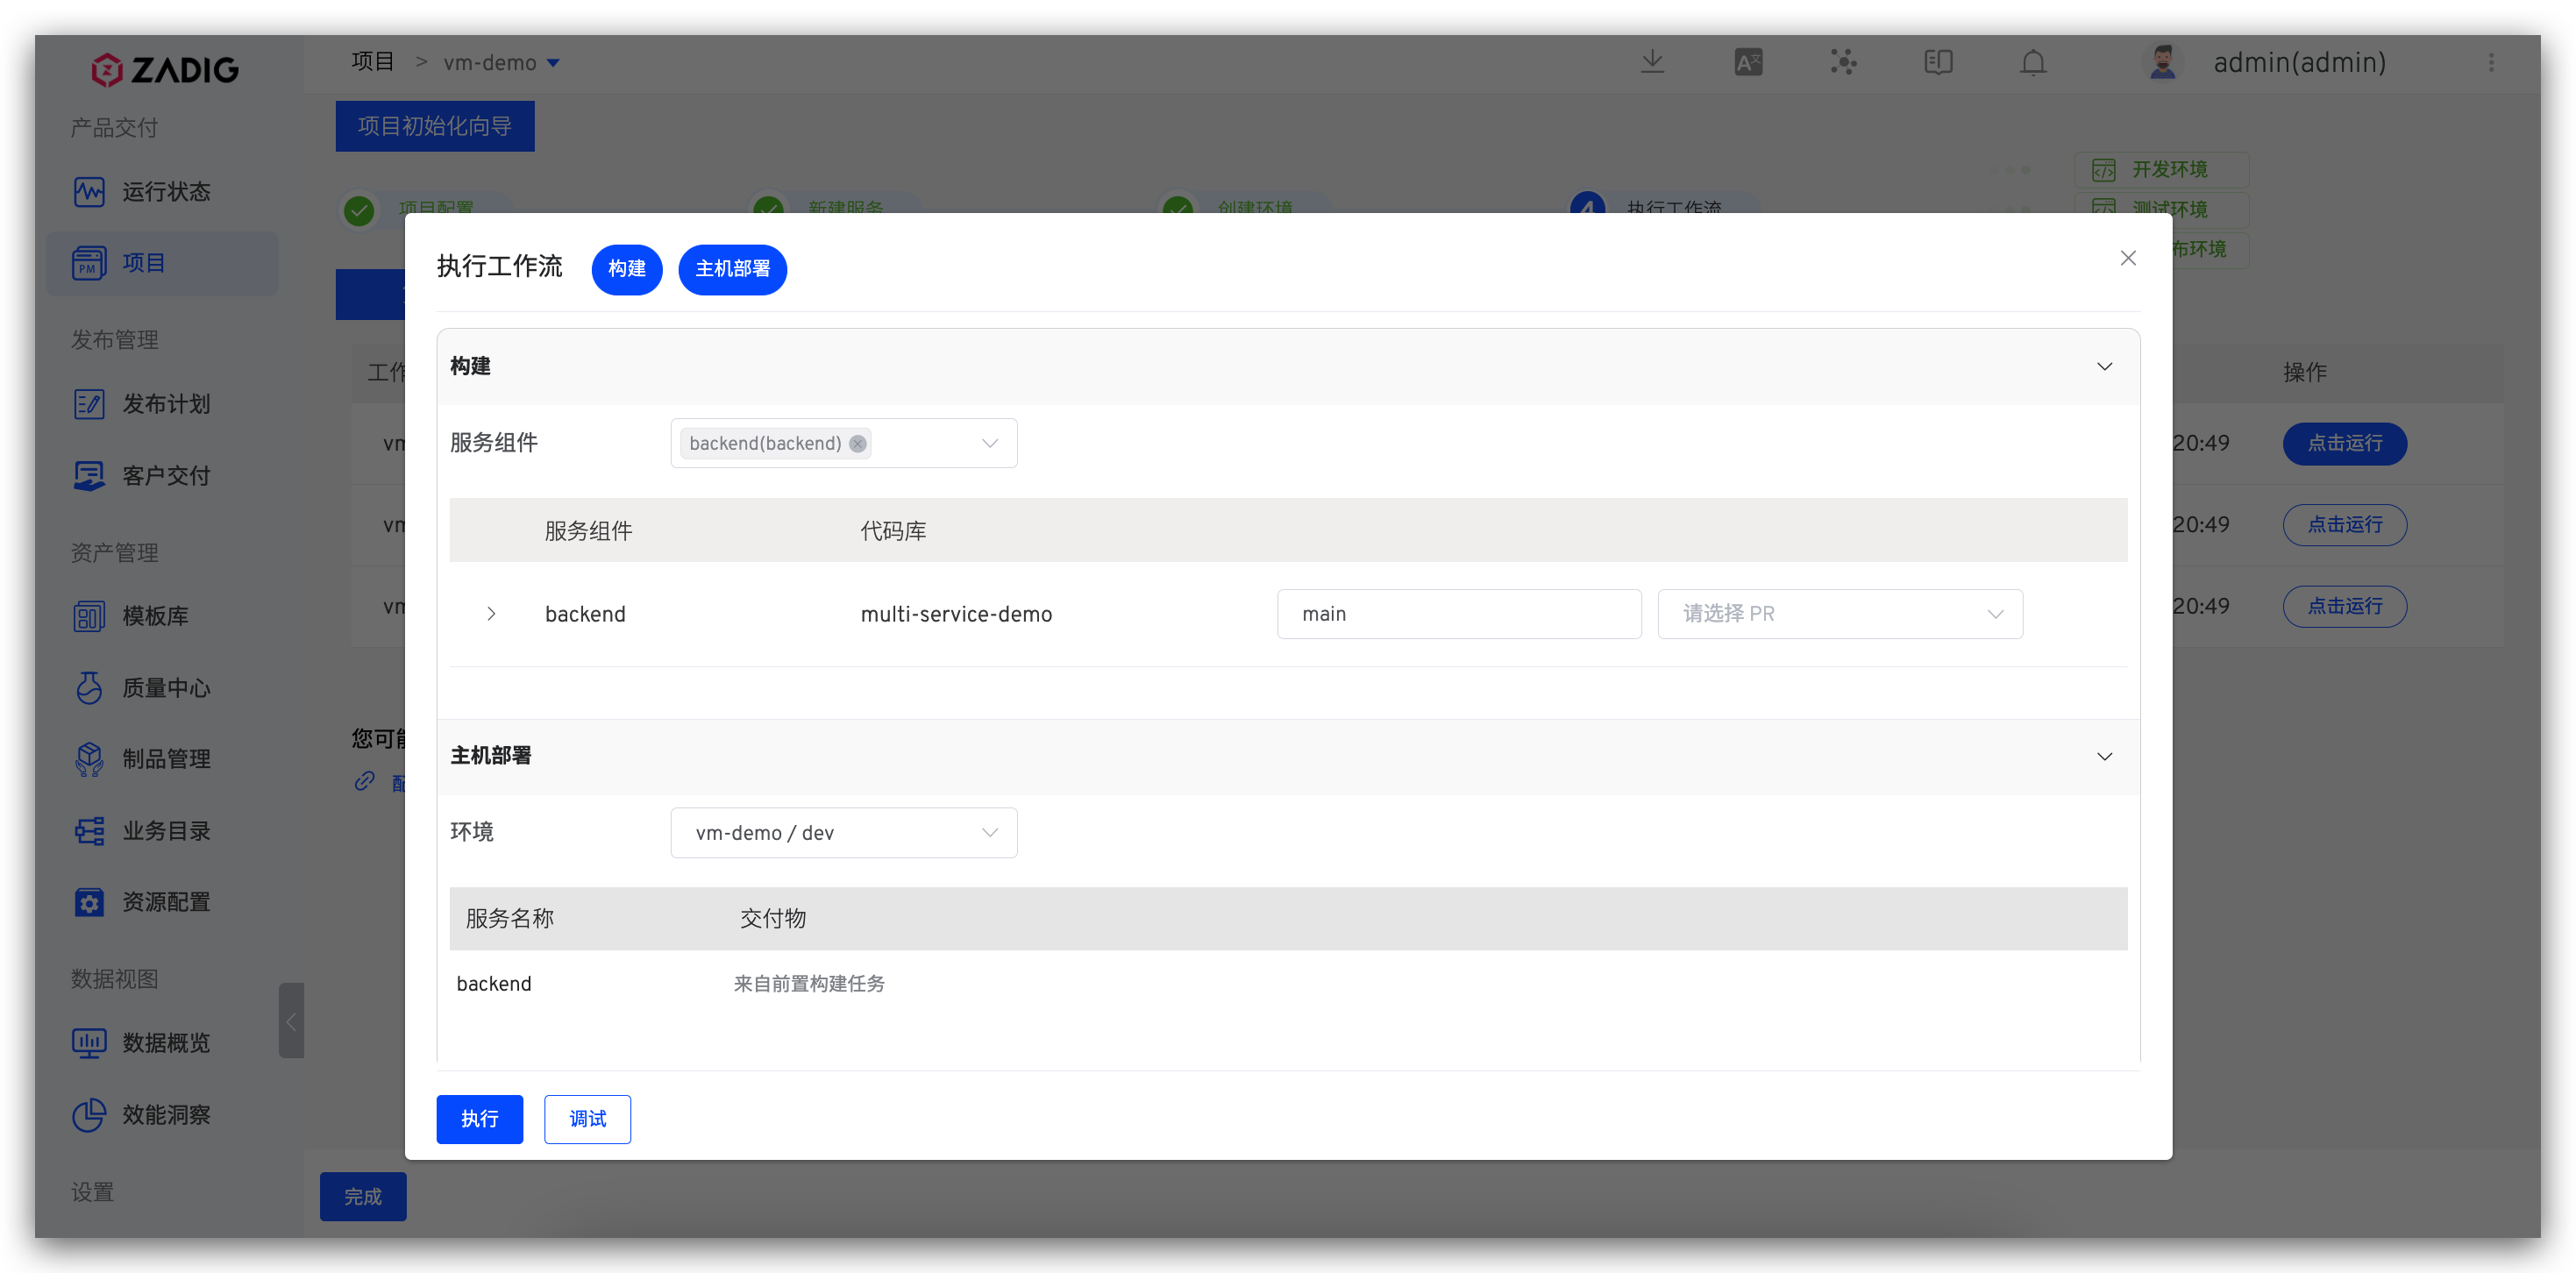 ZADIG
项目 > vm-demo
admin(admin)
产品交付
运行状态
项目
发布管理
发布计划
客户交付
资产管理
模板库
质量中心
制品管理
业务目录
资源配置
数据视图
数据概览
效能洞察
设置
项目初始化向导
项目配置
新建服务
创建环境
4 执行工作流
开发环境
测试环境
布环境
执行工作流 构建 主机部署
构建
服务组件 backend(backend)
服务组件 代码库
backend multi-service-demo main 请选择 PR
主机部署
环境 vm-demo / dev
服务名称 交付物
backend 来自前置构建任务
执行 调试
工作
操作
vm 20:49 点击运行
vm 20:49 点击运行
vm 20:49 点击运行
您可能
配
完成